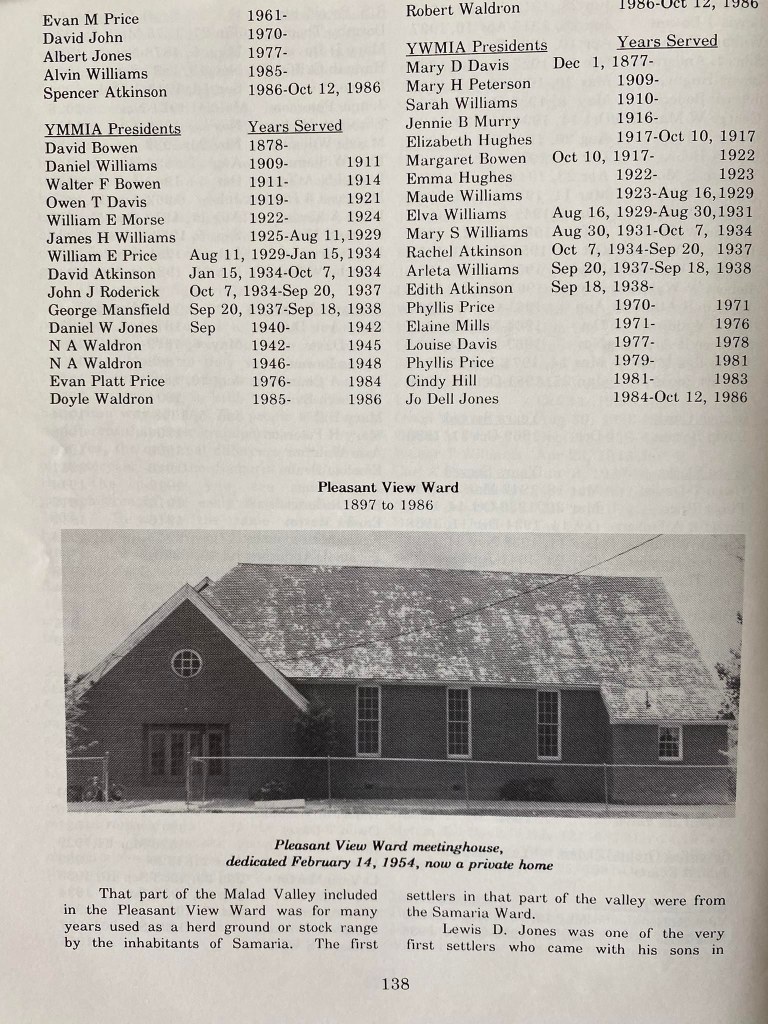 Evan M Price 1961-
David John 1970-
Albert Jones 1977-
Alvin Williams 1985-
Spencer Atkinson 1986-Oct 12, 1986
YMMIA Presidents Years Served
David Bowen 1878-
Daniel Williams 1909- 1911
Walter F Bowen 1911- 1914
Owen T Davis 1919- 1921
William E Morse 1922- 1924
James H Williams 1925-Aug 11,1929
William E Price Aug 11, 1929-Jan 15,1934
David Atkinson Jan 15, 1934-Oct 7, 1934
John J Roderick Oct 7, 1934-Sep 20, 1937
George Mansfield Sep 20, 1937-Sep 18, 1938
Daniel W Jones Sep 1940- 1942
N A Waldron 1942- 1945
N A Waldron 1946- 1948
Evan Platt Price 1976- 1984
Doyle Waldron 1985- 1986
Robert Waldron 1986-Oct 12, 1986
YWMIA Presidents Years Served
Mary D Davis Dec 1, 1877-
Mary H Peterson 1909-
Sarah Williams 1910-
Jennie B Murry 1916-
Elizabeth Hughes 1917-Oct 10, 1917
Margaret Bowen Oct 10, 1917- 1922
Emma Hughes 1922- 1923
Maude Williams 1923-Aug 16,1929
Elva Williams Aug 16, 1929-Aug 30,1931
Mary S Williams Aug 30, 1931-Oct 7, 1934
Rachel Atkinson Oct 7, 1934-Sep 20, 1937
Arleta Williams Sep 20, 1937-Sep 18, 1938
Edith Atkinson Sep 18, 1938-
Phyllis Price 1970- 1971
Elaine Mills 1971- 1976
Louise Davis 1977- 1978
Phyllis Price 1979- 1981
Cindy Hill 1981- 1983
Jo Dell Jones 1984-Oct 12, 1986
Pleasant View Ward
1897 to 1986
Pleasant View Ward meetinghouse,
dedicated February 14, 1954, now a private home
That part of the Malad Valley included
in the Pleasant View Ward was for many
years used as a herd ground or stock range
by the inhabitants of Samaria. The first
settlers in that part of the valley were from
the Samaria Ward.
Lewis D. Jones was one of the very
first settlers who came with his sons in
138